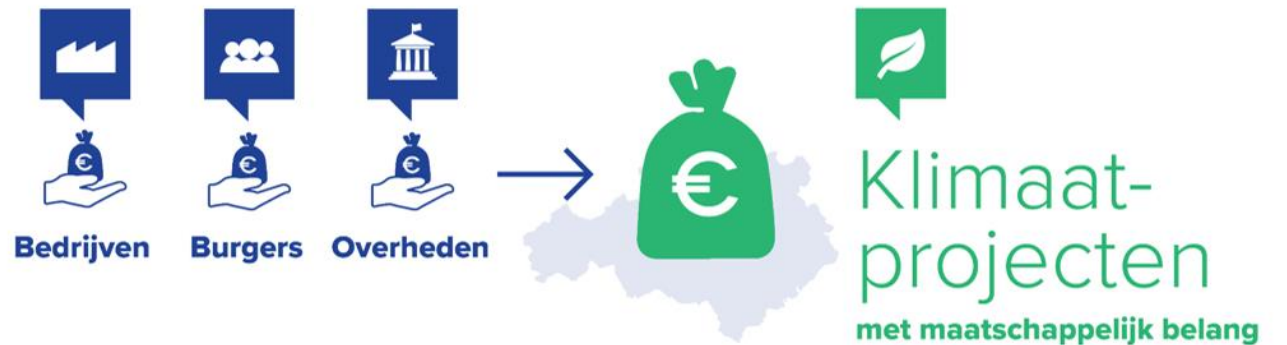 €
€
€
Bedrijven
Burgers
Overheden
€
Klimaat-
projecten
met maatschappelijk belang